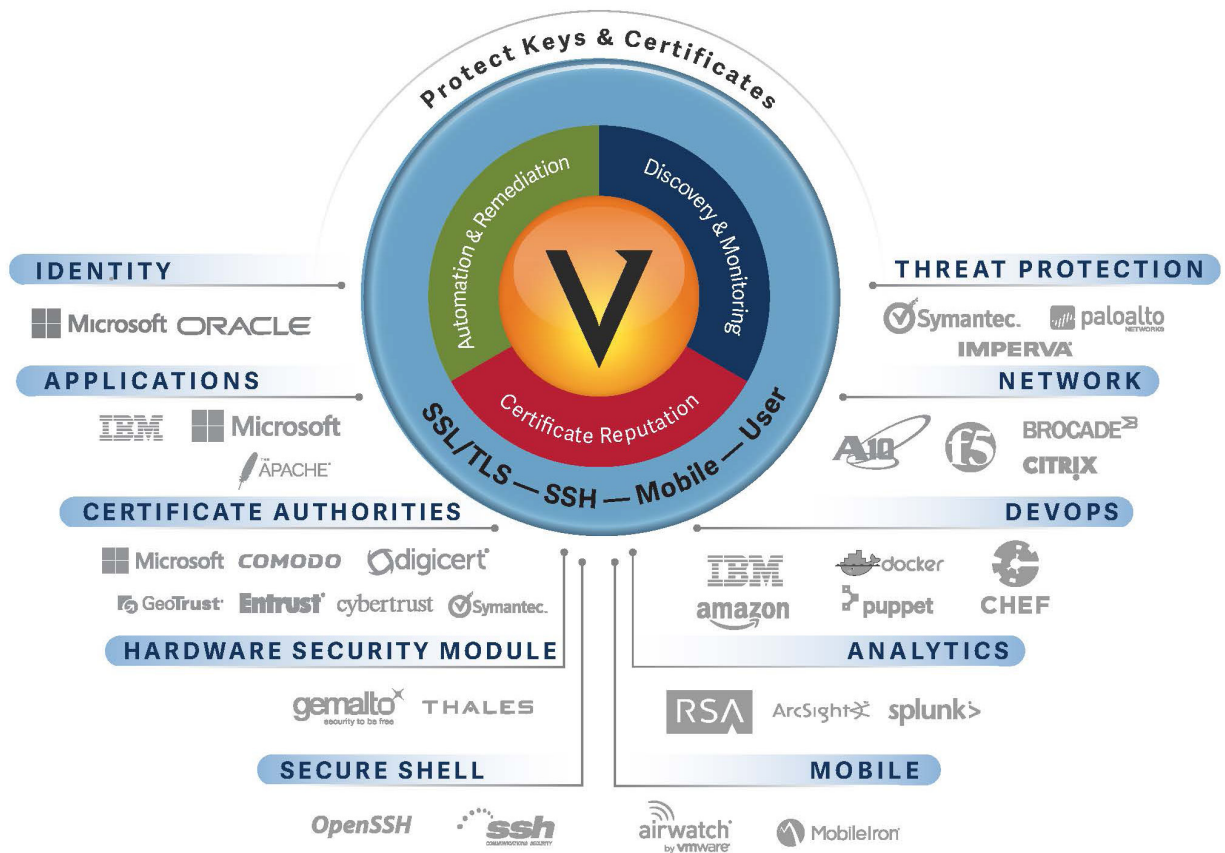 Protect Keys & Certificates
Automation & Remediation
Discovery & Monitoring
Certificate Reputation
V
SSL/TLS — SSH — Mobile — User
IDENTITY
Microsoft ORACLE
APPLICATIONS
IBM Microsoft
THE APACHE
CERTIFICATE AUTHORITIES
Microsoft COMODO digicert
GeoTrust Entrust cybertrust Symantec.
HARDWARE SECURITY MODULE
gemalto THALES
security to be free
SECURE SHELL
OpenSSH ssh
COMMUNICATIONS SECURITY
THREAT PROTECTION
Symantec. paloalto
NETWORKS
IMPERVA
NETWORK
A10 f5 BROCADE
CITRIX
DEVOPS
IBM docker
amazon puppet CHEF
ANALYTICS
RSA ArcSight splunk>
MOBILE
airwatch MobileIron
by vmware